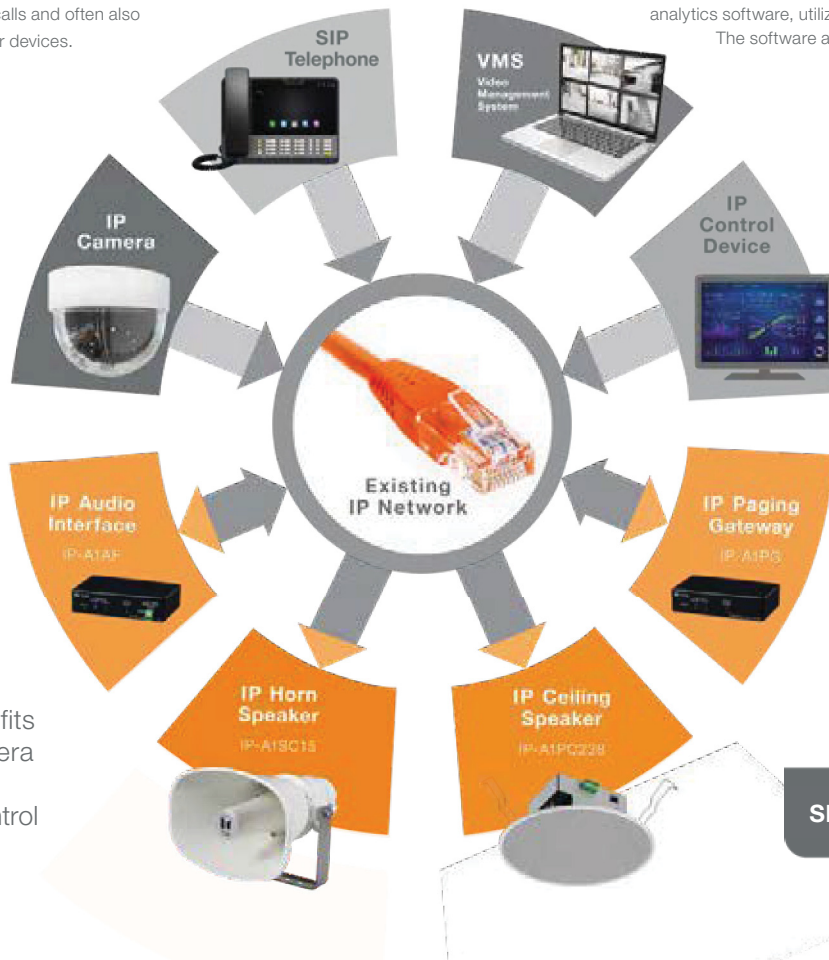 calls and often also
r devices.
analytics software, utiliz
The software a
SIP
Telephone
VMS
Video
Management
System
IP
Camera
IP
Control
Device
Existing
IP Network
IP Audio
Interface
IP-A1AF
IP Paging
Gateway
IP-A1PG
IP Horn
Speaker
IP-A1SC15
IP Ceiling
Speaker
IP-A1PC238
fits
era
ntrol
SI